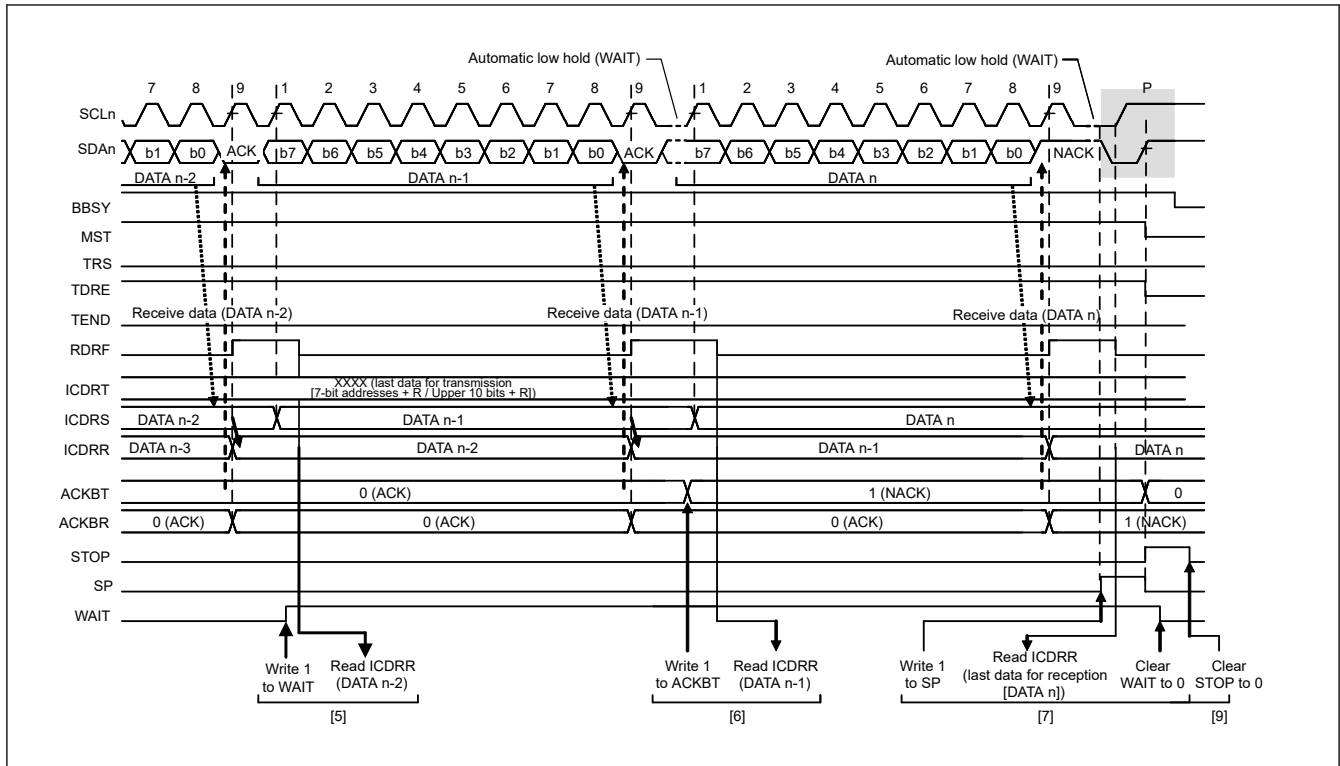 Automatic low hold (WAIT)
Automatic low hold (WAIT)
7 8 9 1 2 3 4 5 6 7 8 9 1 2 3 4 5 6 7 8 9 P
SCLn
SDAn b1 b0 ACK b7 b6 b5 b4 b3 b2 b1 b0 ACK b7 b6 b5 b4 b3 b2 b1 b0 NACK
DATA n-2 DATA n-1 DATA n
BBSY
MST
TRS
TDRE
Receive data (DATA n-2) Receive data (DATA n-1) Receive data (DATA n)
TEND
RDRF
ICDRT XXXX (last data for transmission
[7-bit addresses + R / Upper 10 bits + R])
ICDRS DATA n-2 DATA n-1 DATA n
ICDRR DATA n-3 DATA n-2 DATA n-1 DATA n
ACKBT 0 (ACK) 1 (NACK) 0
ACKBR 0 (ACK) 0 (ACK) 0 (ACK) 1 (NACK)
STOP
SP
WAIT
Write 1
to WAIT
Read ICDRR
(DATA n-2)
Write 1
to ACKBT
Read ICDRR
(DATA n-1)
Write 1
to SP
Read ICDRR
(last data for reception
[DATA n])
Clear
WAIT to 0
Clear
STOP to 0
[5] [6] [7] [9]